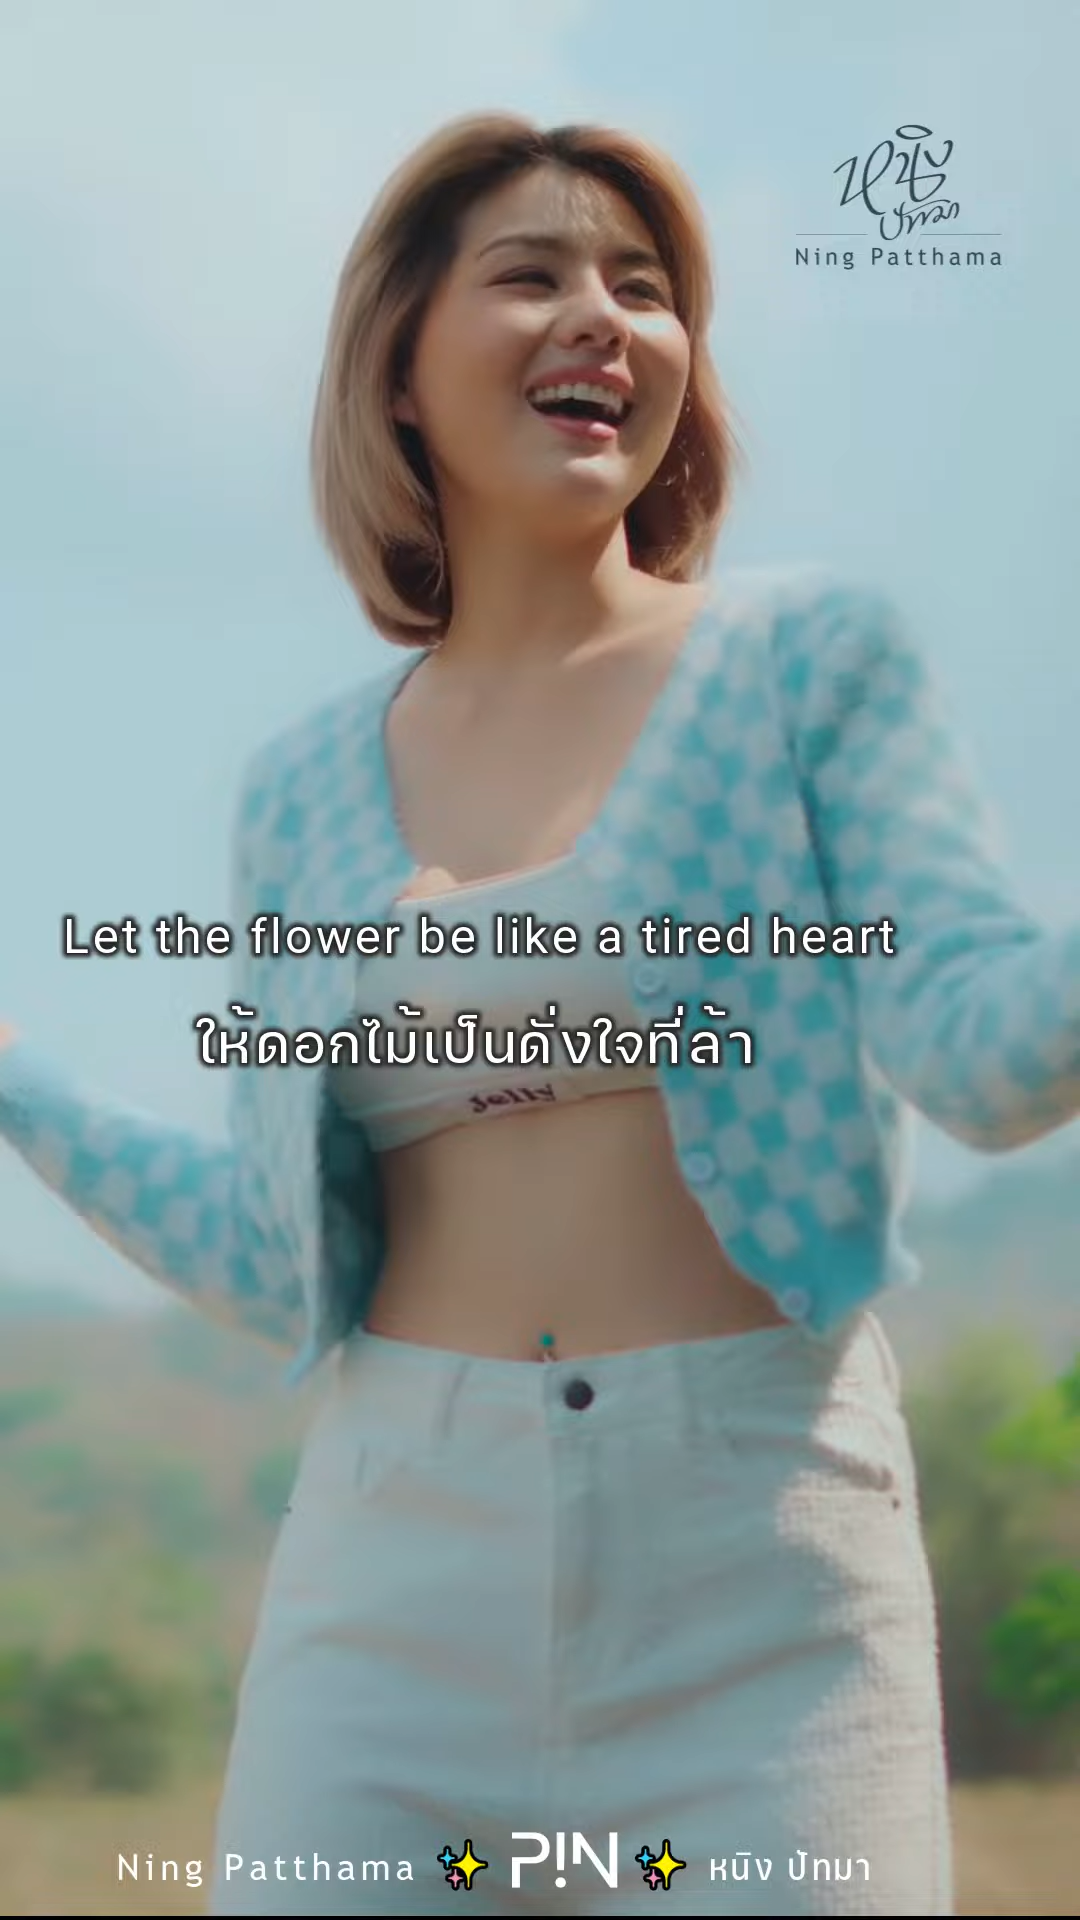 หนิง
ปัทมา
Ning Patthama
Let the flower be like a tired heart
ให้ดอกไม้เป็นดั่งใจที่ล้า
Jelly
Ning Patthama ✨ P!N ✨ หนิง ปัทมา